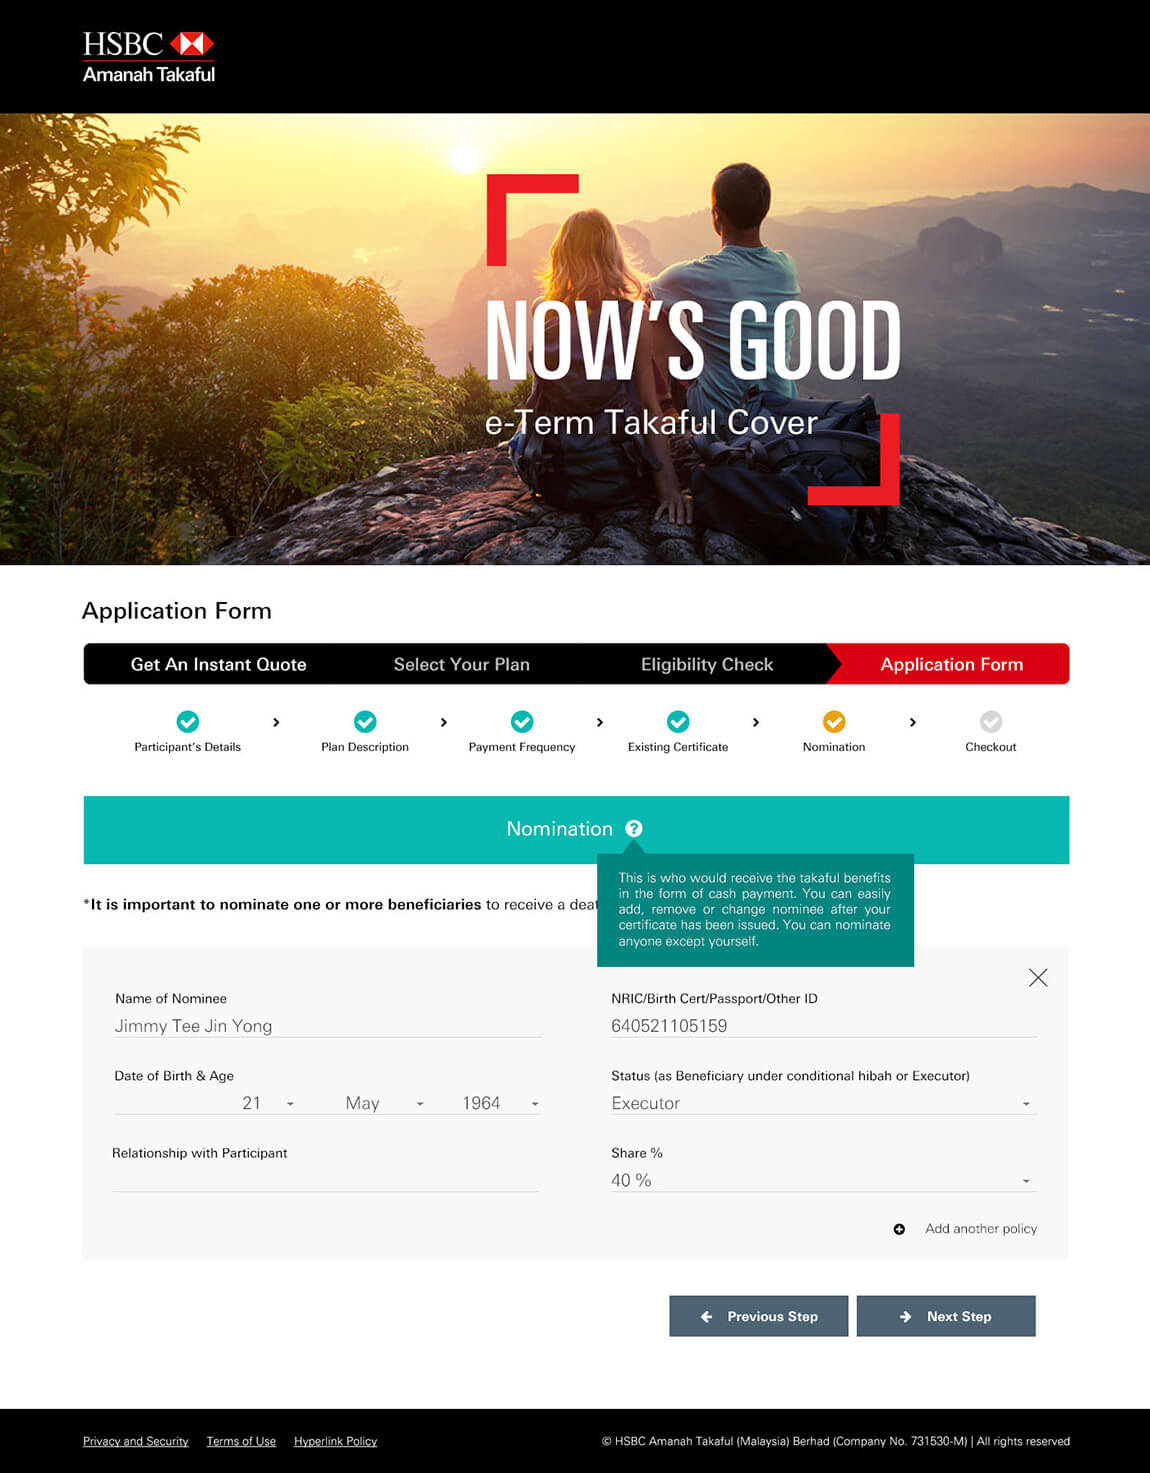 HSBC
Amanah Takaful
NOW'S GOOD
e-Term Takaful Cover
Application Form
Get An Instant Quote Select Your Plan Eligibility Check Application Form
Participant's Details Plan Description Payment Frequency Existing Certificate Nomination Checkout
Nomination ?
This is who would receive the takaful benefits
in the form of cash payment. You can easily
add, remove or change nominee after your
certificate has been issued. You can nominate
anyone except yourself.
*It is important to nominate one or more beneficiaries to receive a
Name of Nominee NRIC/Birth Cert/Passport/Other ID
Jimmy Tee Jin Yong 640521105159
Date of Birth & Age Status (as Beneficiary under conditional hibah or Executor)
21 May 1964 Executor
Relationship with Participant Share %
40 %
Add another policy
Previous Step Next Step
Privacy and Security Terms of Use Hyperlink Policy © HSBC Amanah Takaful (Malaysia) Berhad (Company No. 731530-M) | All rights reserved